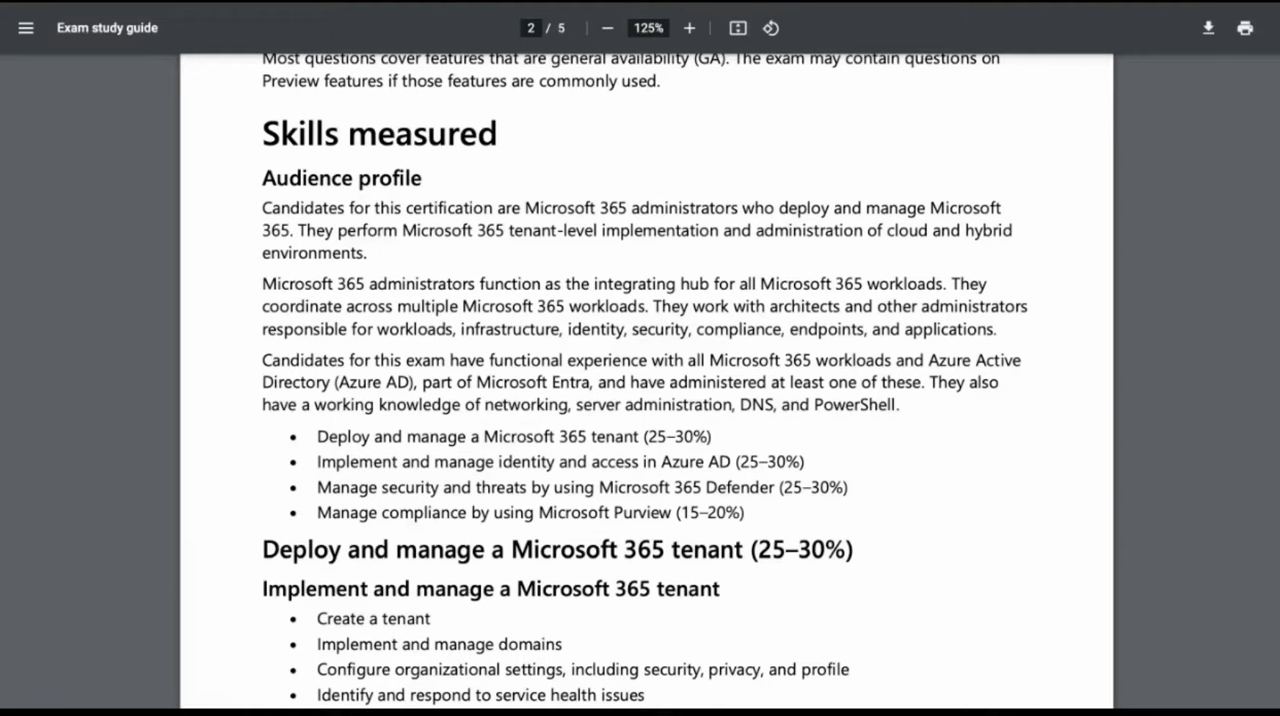 Exam study guide
2 / 5
125%
Most questions cover features that are general availability (GA). The exam may contain questions on
Preview features if those features are commonly used.
Skills measured
Audience profile
Candidates for this certification are Microsoft 365 administrators who deploy and manage Microsoft
365. They perform Microsoft 365 tenant-level implementation and administration of cloud and hybrid
environments.
Microsoft 365 administrators function as the integrating hub for all Microsoft 365 workloads. They
coordinate across multiple Microsoft 365 workloads. They work with architects and other administrators
responsible for workloads, infrastructure, identity, security, compliance, endpoints, and applications.
Candidates for this exam have functional experience with all Microsoft 365 workloads and Azure Active
Directory (Azure AD), part of Microsoft Entra, and have administered at least one of these. They also
have a working knowledge of networking, server administration, DNS, and PowerShell.
• Deploy and manage a Microsoft 365 tenant (25–30%)
• Implement and manage identity and access in Azure AD (25–30%)
• Manage security and threats by using Microsoft 365 Defender (25–30%)
• Manage compliance by using Microsoft Purview (15–20%)
Deploy and manage a Microsoft 365 tenant (25–30%)
Implement and manage a Microsoft 365 tenant
• Create a tenant
• Implement and manage domains
• Configure organizational settings, including security, privacy, and profile
• Identify and respond to service health issues